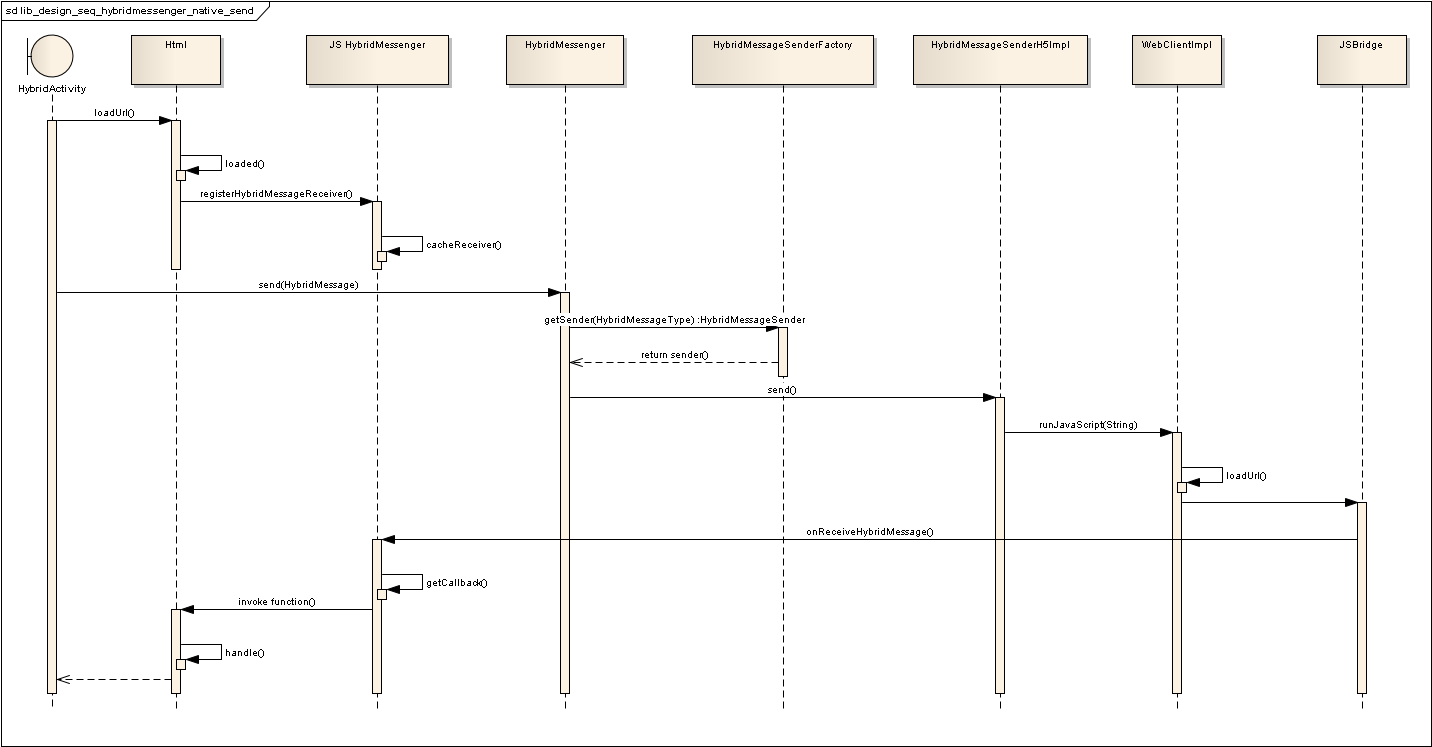 sd lib_design_seq_hybridmessenger_native_send
HybridActivity
Html
JS HybridMessenger
HybridMessenger
HybridMessageSenderFactory
HybridMessageSenderH5Impl
WebClientImpl
JSBridge
loadUrl()
loaded()
registerHybridMessageReceiver()
cacheReceiver()
send(HybridMessage)
getSender(HybridMessageType) :HybridMessageSender
return sender()
send()
runJavaScript(String)
loadUrl()
onReceiveHybridMessage()
getCallback()
invoke function()
handle()